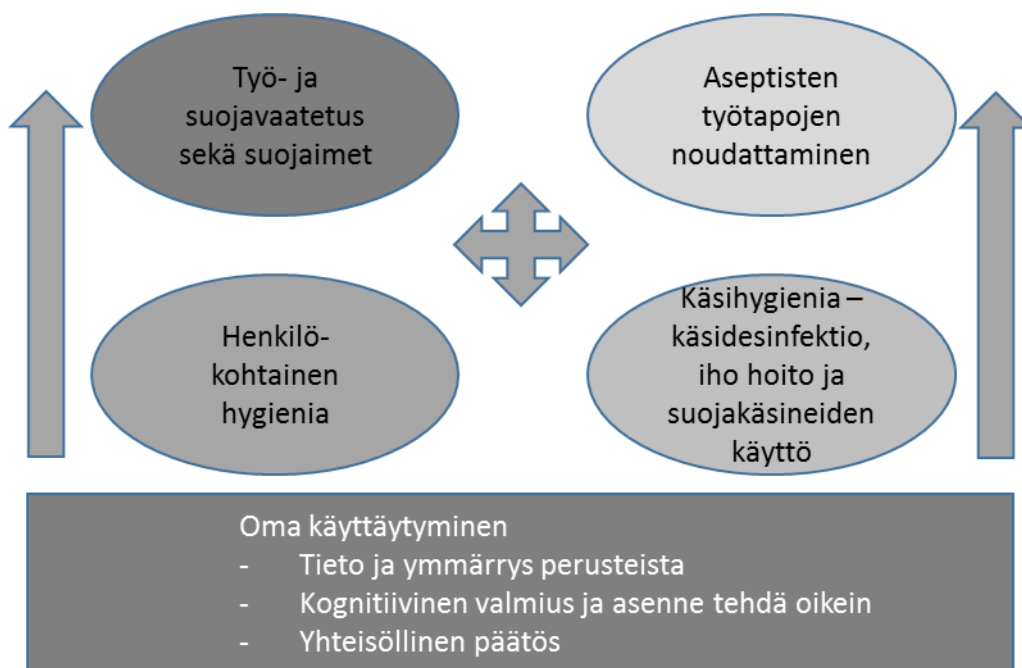 Työ- ja
suojavaatetus
sekä suojaimet
Aseptisten
työtapojen
noudattaminen
Henkilö-
kohtainen
hygienia
Käsihygienia –
käsidesinfektio,
iho hoito ja
suojakäsineiden
käyttö
Oma käyttäytyminen
- Tieto ja ymmärrys perusteista
- Kognitiivinen valmius ja asenne tehdä oikein
- Yhteisöllinen päätös